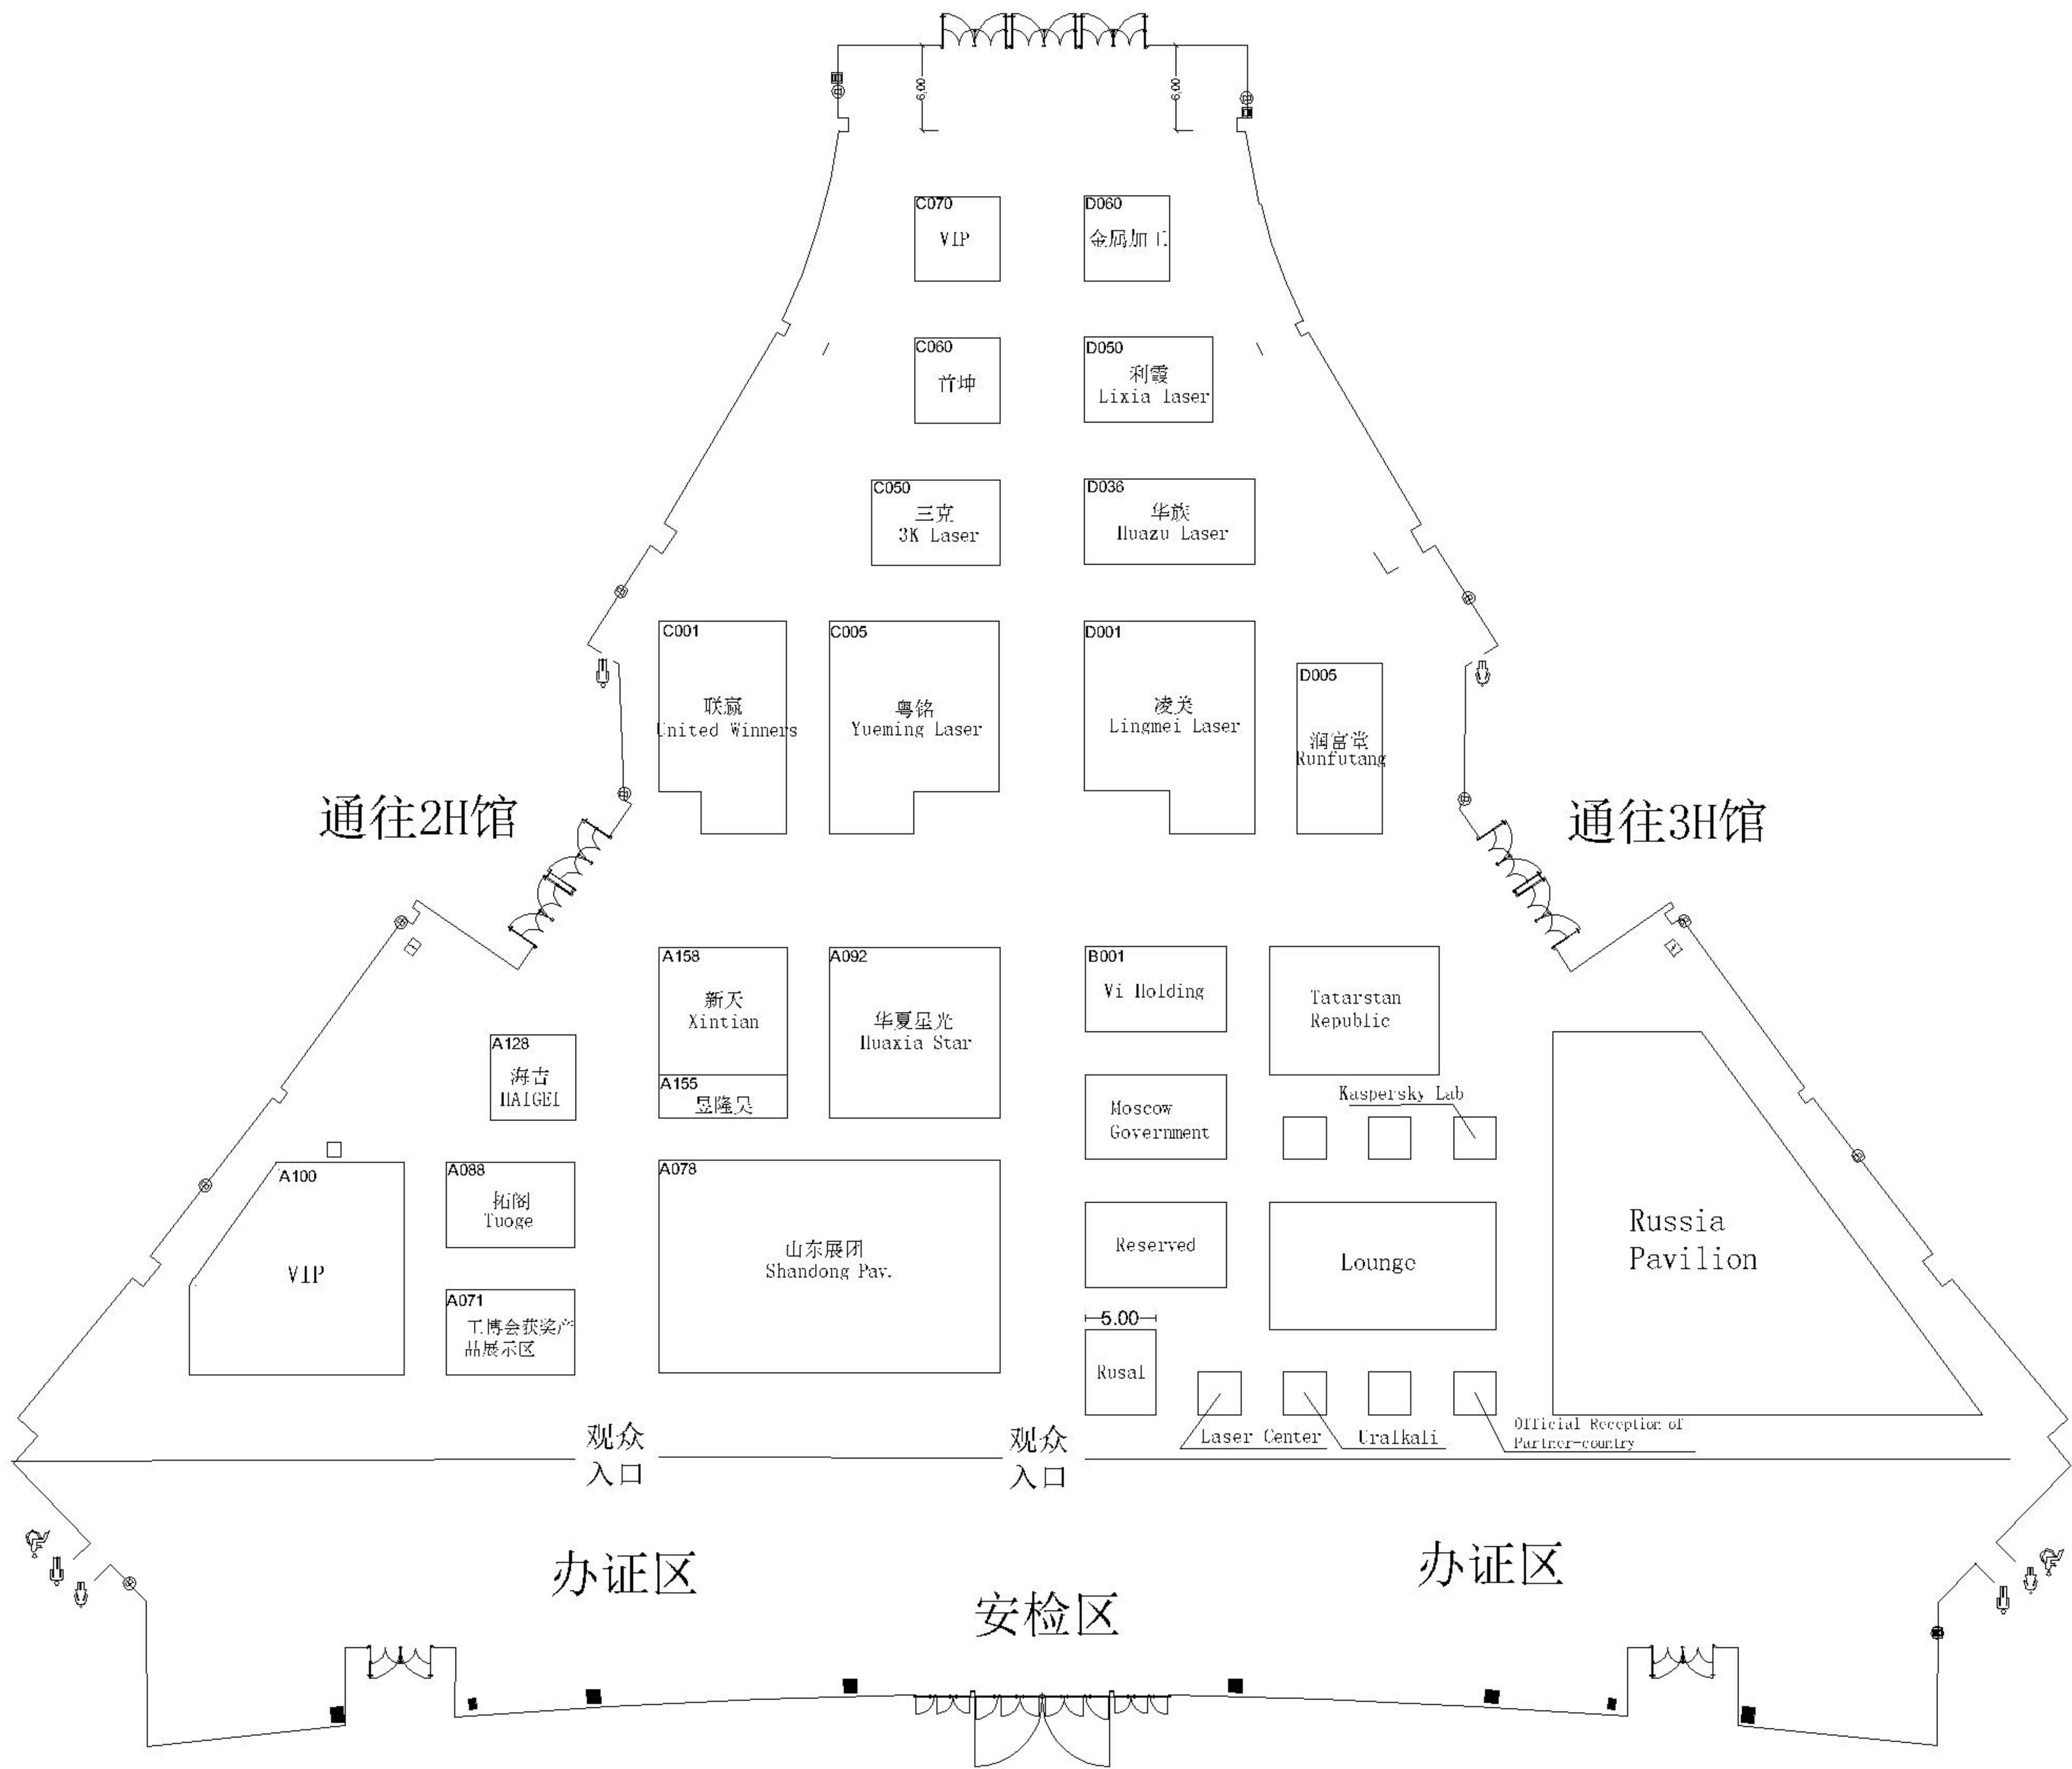 6.00
6.00
C070
VIP
D060
金属加工
C060
首坤
D050
利霞
Lixia laser
C050
三克
3K Laser
D036
华族
Huazu Laser
C001
联赢
United Winners
C005
粤铭
Yueming Laser
D001
凌美
Lingmei Laser
D005
润富堂
Runfutang
通往2H馆
通往3H馆
A158
新天
Xintian
A155
昱隆昊
A092
华夏星光
Huaxia Star
B001
Vi Holding
Tatarstan
Republic
A128
海吉
HAIGEI
Moscow
Government
Kaspersky Lab
A100
VIP
A088
拓阁
Tuoge
A078
山东展团
Shandong Pav.
Reserved
Lounge
Russia
Pavilion
A071
工博会获奖产
品展示区
5.00
Rusal
Laser Center
Uralkali
Official Reception of
Partner-country
观众
入口
观众
入口
办证区
办证区
安检区